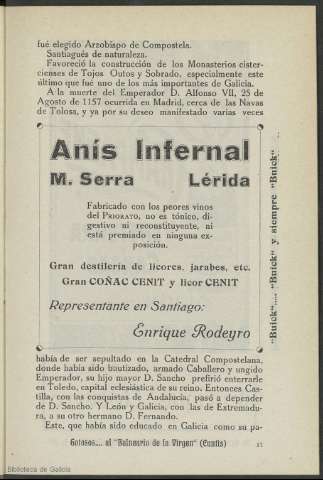 fué elegido Arzobispo de Compostela.
Santiagués de naturaleza.
Favoreció la construcción de los Monasterios cister-
cienses de Tojos Outos y Sobrado, especialmente este
último que fué uno de los más importantes de Galicia.
A la muerte del Emperador D. Alfonso VII, 25 de
Agosto de 1157 ocurrida en Madrid, cerca de las Navas
de Tolosa, y ya por su deseo manifestado varias veces
Anís Infernal
M. Serra Lérida
Fabricado con los peores vinos
del PRIORATO, no es tónico, di-
gestivo ni reconstituyente, ni
está premiado en ninguna ex-
posición.
Gran destilería de licores, jarabes, etc.
Gran COÑAC CENIT y licor CENIT
Representante en Santiago:
Enrique Rodeyro
"Buick".... "Buick" y siempre "Buick"
había de ser sepultado en la Catedral Compostelana,
donde había sido bautizado, armado Caballero y ungido
Emperador, su hijo mayor D. Sancho prefirió enterrarle
en Toledo, capital eclesiástica de su reino. Entonces Cas-
tilla, con las conquistas de Andalucía, pasó a depender
de D. Sancho. Y León y Galicia, con las de Extremadu-
ra, a su otro hermano D. Fernando.
Este, que había sido educado en Galicia como su pa-
Gotosos... al "Balneario de la Virgen" (Cuntis)
Biblioteca de Galicia